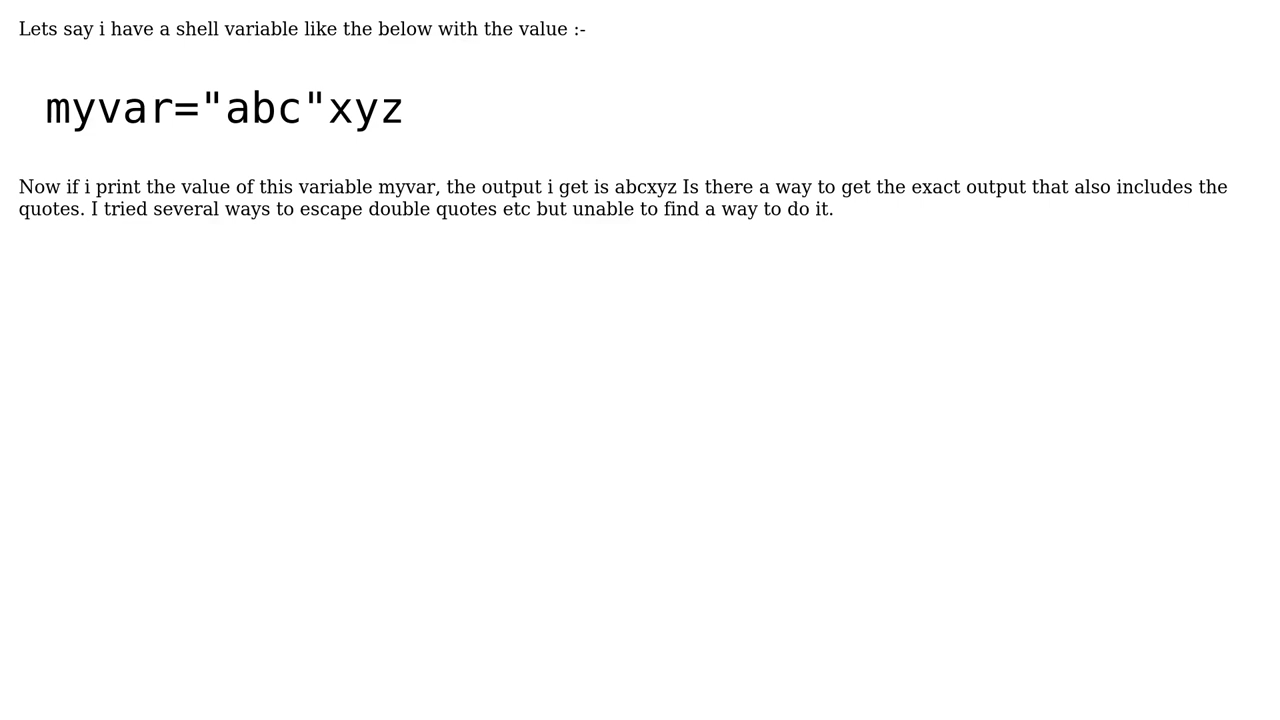 Lets say i have a shell variable like the below with the value :-
myvar="abc"xyz
Now if i print the value of this variable myvar, the output i get is abcxyz Is there a way to get the exact output that also includes the
quotes. I tried several ways to escape double quotes etc but unable to find a way to do it.